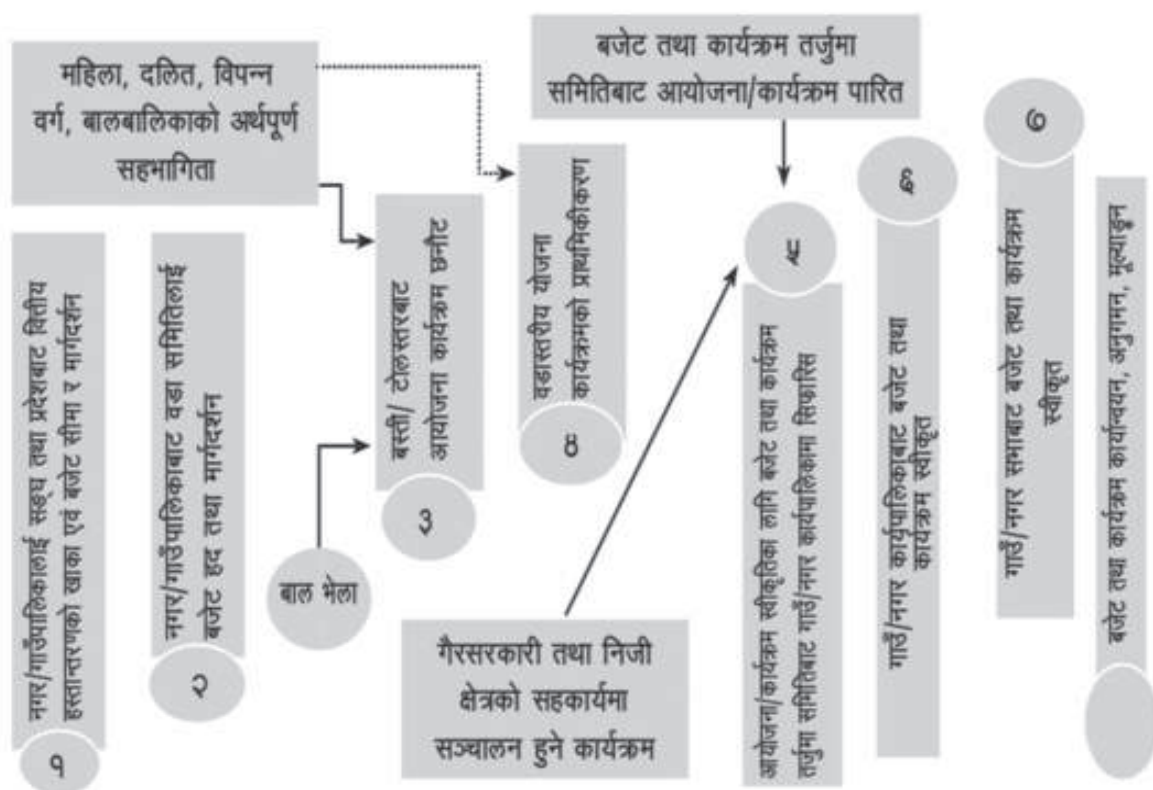 महिला, दलित, विपन्न
वर्ग, बालबालिकाको अर्थपूर्ण
सहभागिता
बजेट तथा कार्यक्रम तर्जुमा
समितिबाट आयोजना/कार्यक्रम पारित
नगर/गाउँपालिकालाई सङ्घ तथा प्रदेशबाट वित्तीय
हस्तान्तरणको खाका एवं बजेट सीमा र मार्गदर्शन
१
नगर/गाउँपालिकाबाट वडा समितिलाई
बजेट हद तथा मार्गदर्शन
२
बाल भेला
बस्ती/ टोलस्तरबाट
आयोजना कार्यक्रम छनौट
३
वडास्तरीय योजना
कार्यक्रमको प्राथमिकीकरण
४
गैरसरकारी तथा निजी
क्षेत्रको सहकार्यमा
सञ्चालन हुने कार्यक्रम
५
आयोजना/कार्यक्रम स्वीकृतिका लागि बजेट तथा कार्यक्रम
तर्जुमा समितिबाट गाउँ/नगर कार्यपालिकामा सिफारिस
६
गाउँ/नगर कार्यपालिकाबाट बजेट तथा
कार्यक्रम स्वीकृत
७
गाउँ/नगर सभाबाट बजेट तथा कार्यक्रम
स्वीकृत
बजेट तथा कार्यक्रम कार्यान्वयन, अनुगमन, मूल्याङ्कन